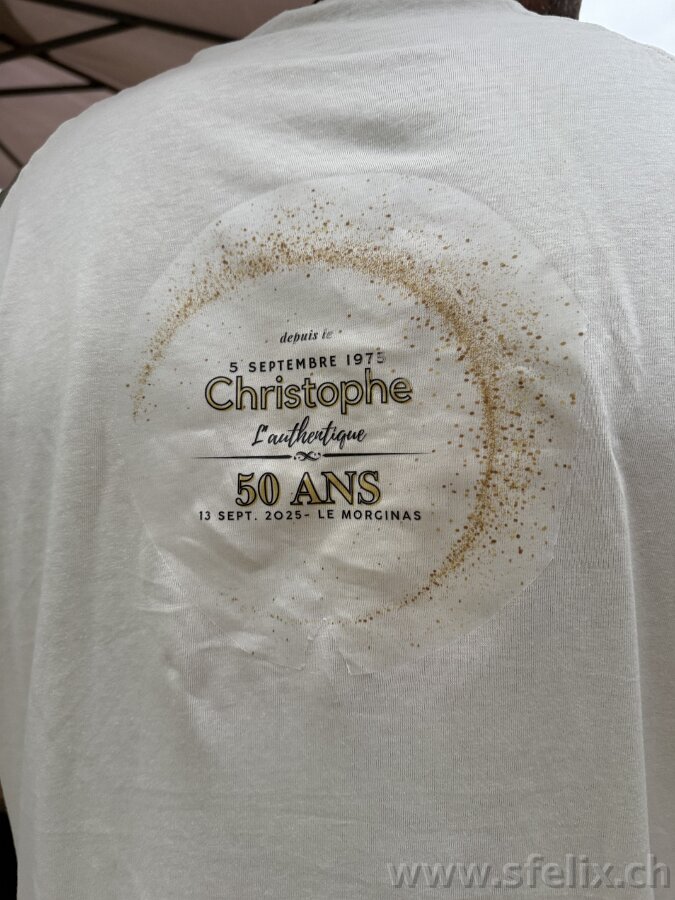 depuis le
5 SEPTEMBRE 1975
Christophe
L'authentique
50 ANS
13 SEPT. 2025- LE MORGINAS
www.sfelix.ch